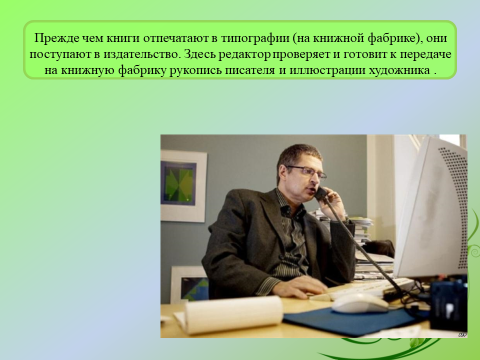 Прежде чем книги отпечатают в типографии (на книжной фабрике), они
поступают в издательство. Здесь редактор проверяет и готовит к передаче
на книжную фабрику рукопись писателя и иллюстрации художника .